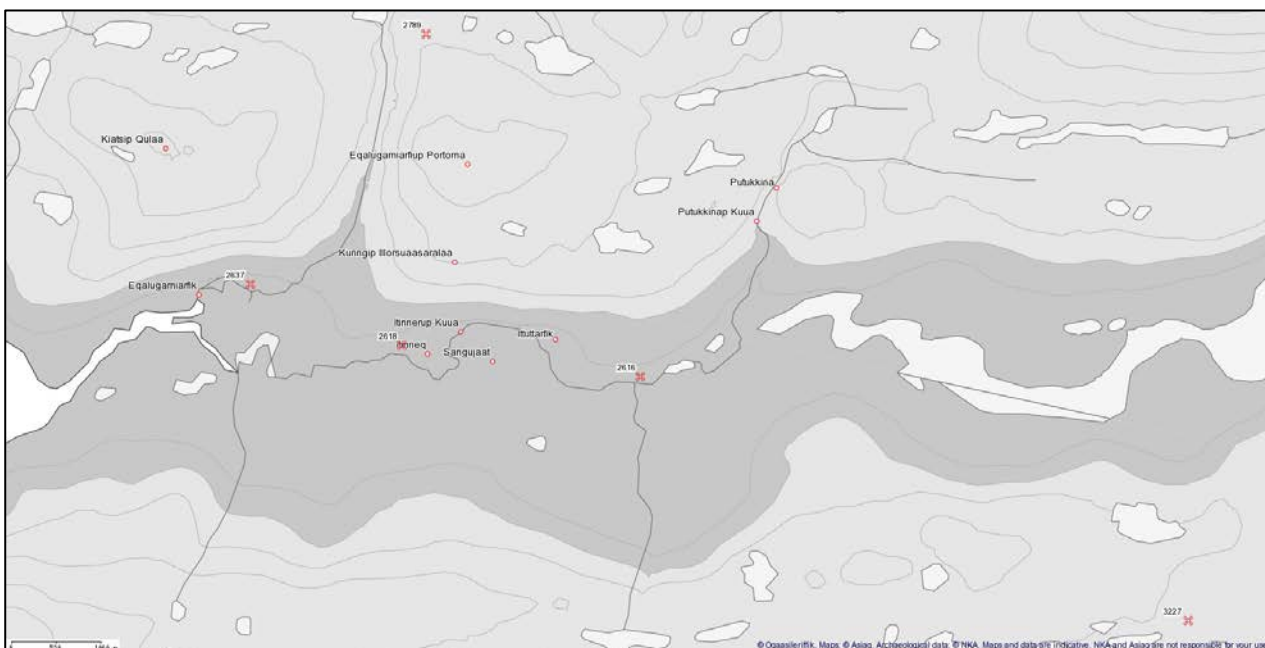 2789
Kiatsip Qulaa
Eqalugamiarfiup Portorna
Putukkina
Putukkinap Kuua
Kunngip Illorsuaasaralaa
2637
Eqalugamiarfik
Itinnerup Kuua
Ituttarfik
2618
Itinneq
Sangujaat
2616
3227
© Oqaasileriffik, Maps: © Asiaq, Archaeological data: © NKA. Maps and data are indicative. NKA and Asiaq are not responsible for your use